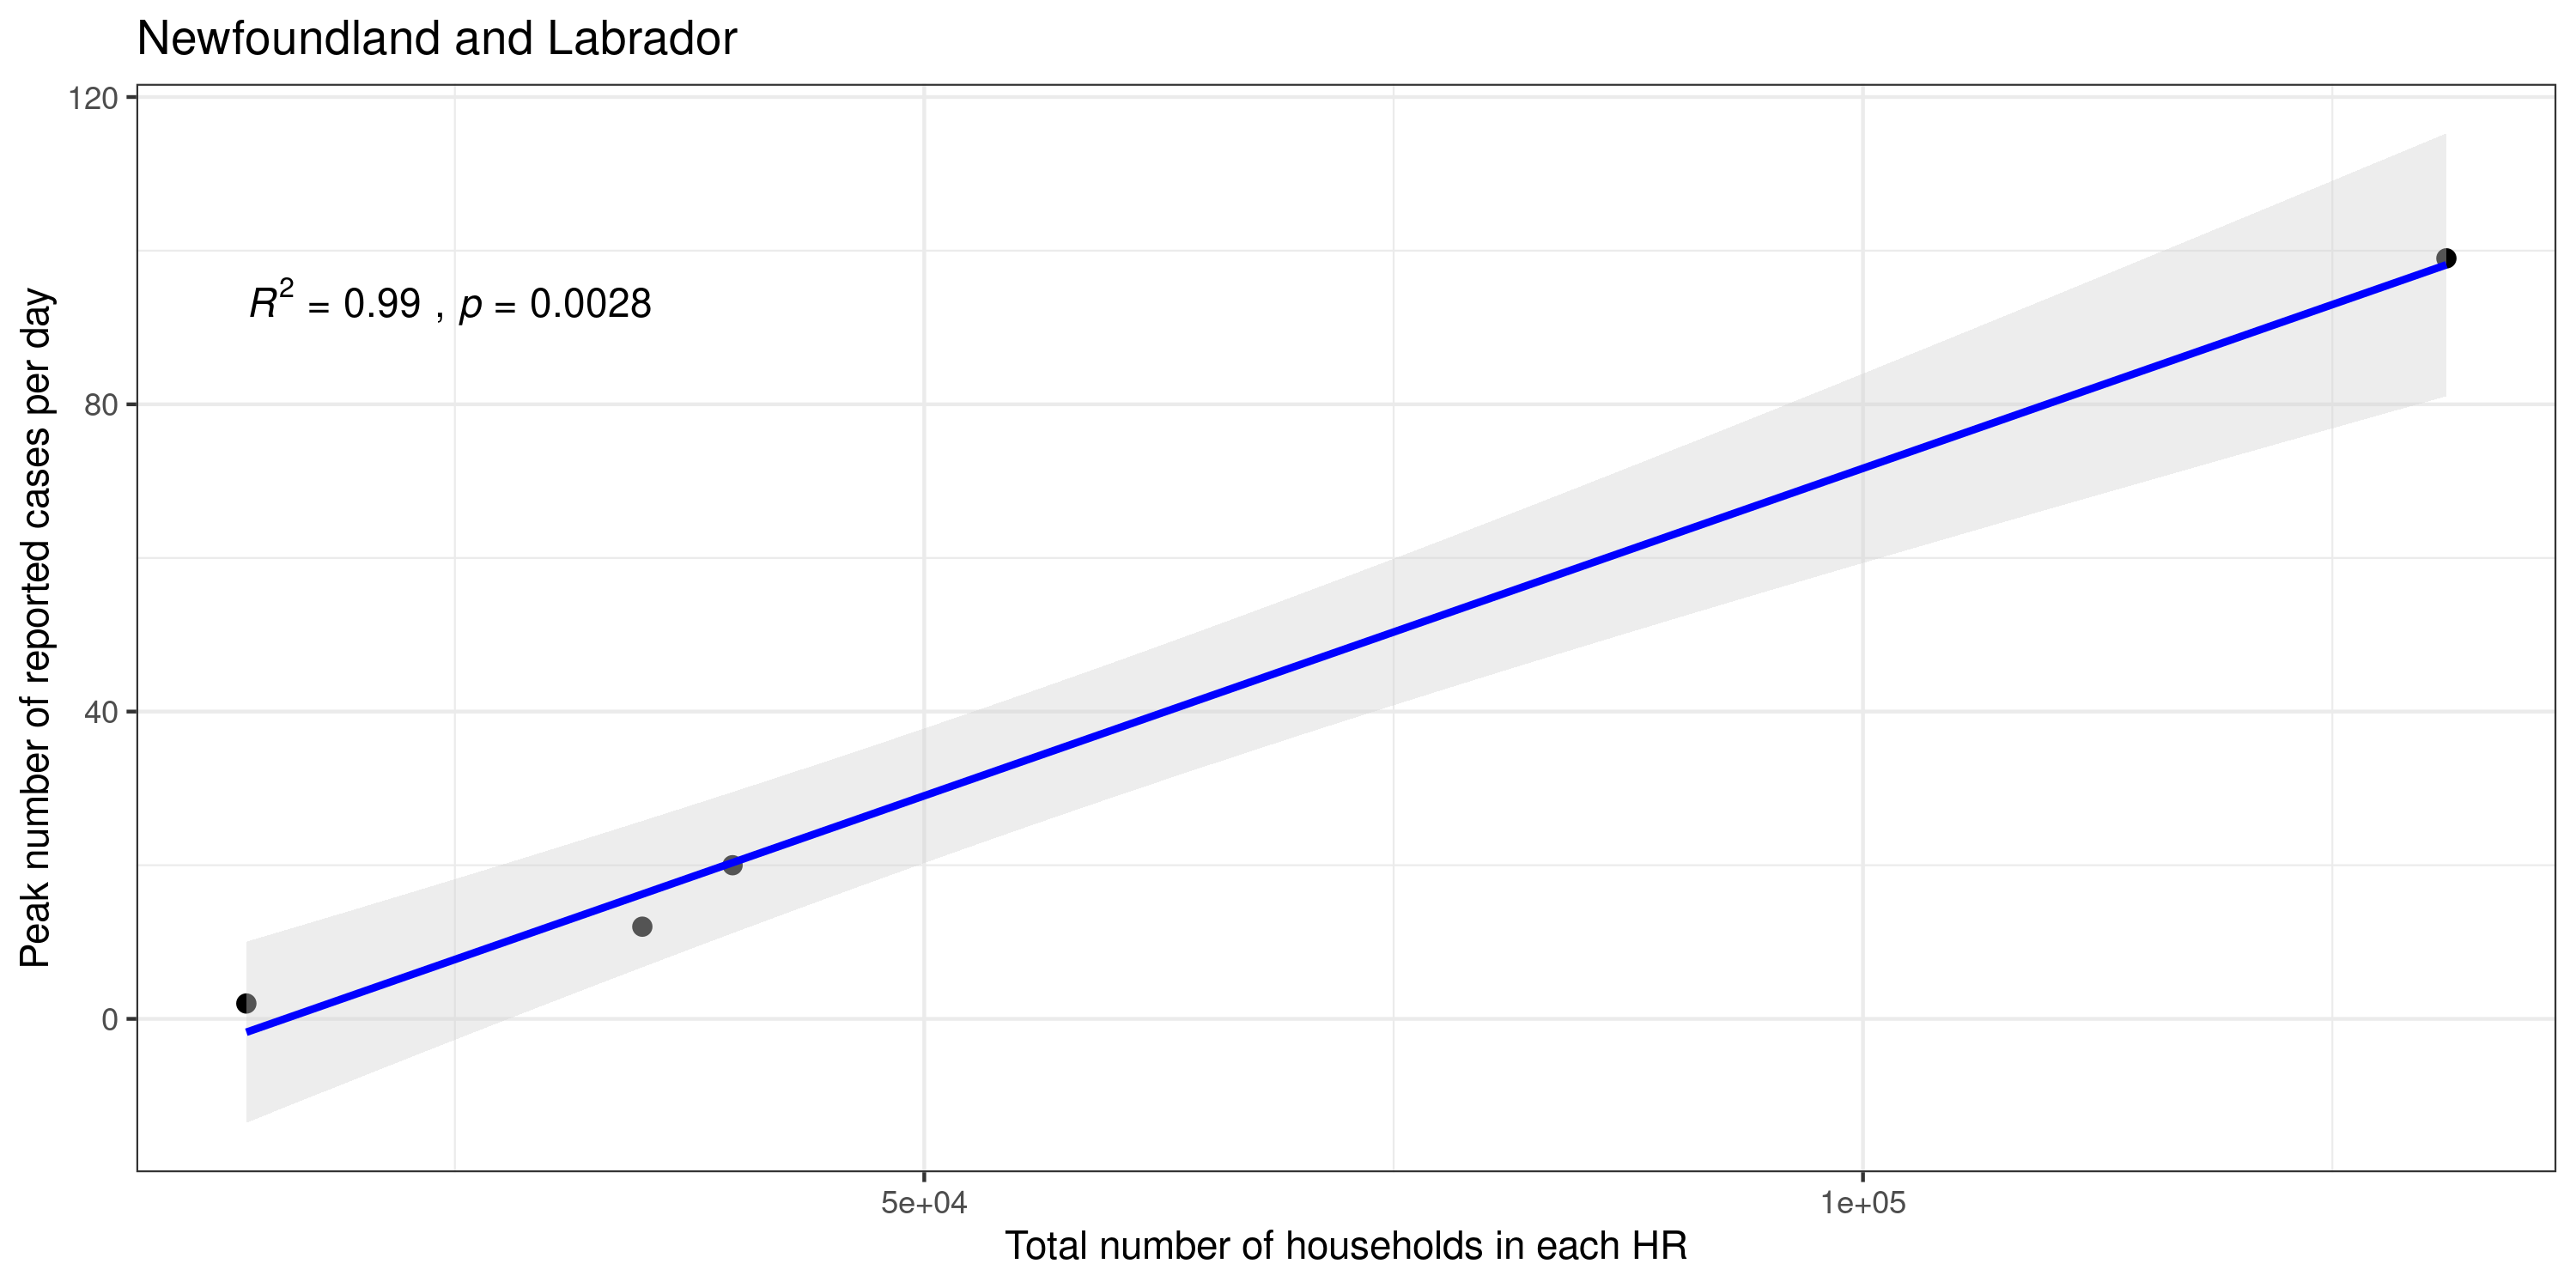 Newfoundland and Labrador
120
80
40
0
Peak number of reported cases per day
R² = 0.99 , p = 0.0028
5e+04
1e+05
Total number of households in each HR